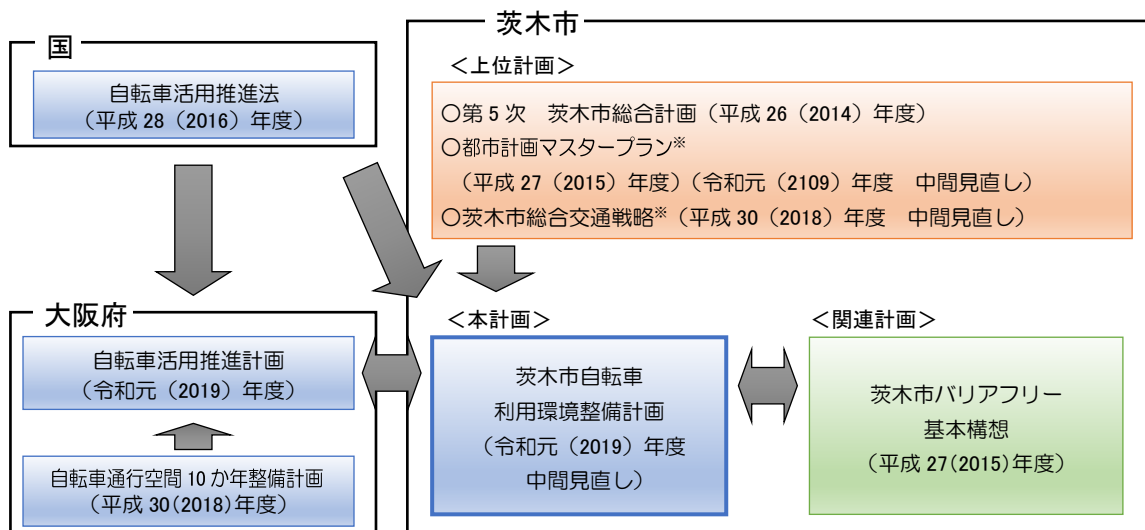 国
自転車活用推進法
（平成 28（2016）年度）
大阪府
自転車活用推進計画
（令和元（2019）年度）
自転車通行空間 10 か年整備計画
（平成 30(2018)年度）
茨木市
＜上位計画＞
〇第 5 次　茨木市総合計画（平成 26（2014）年度）
〇都市計画マスタープラン※
（平成 27（2015）年度）（令和元（2109）年度　中間見直し）
〇茨木市総合交通戦略※（平成 30（2018）年度　中間見直し）
＜本計画＞
茨木市自転車
利用環境整備計画
（令和元（2019）年度
中間見直し）
＜関連計画＞
茨木市バリアフリー
基本構想
（平成 27(2015)年度）